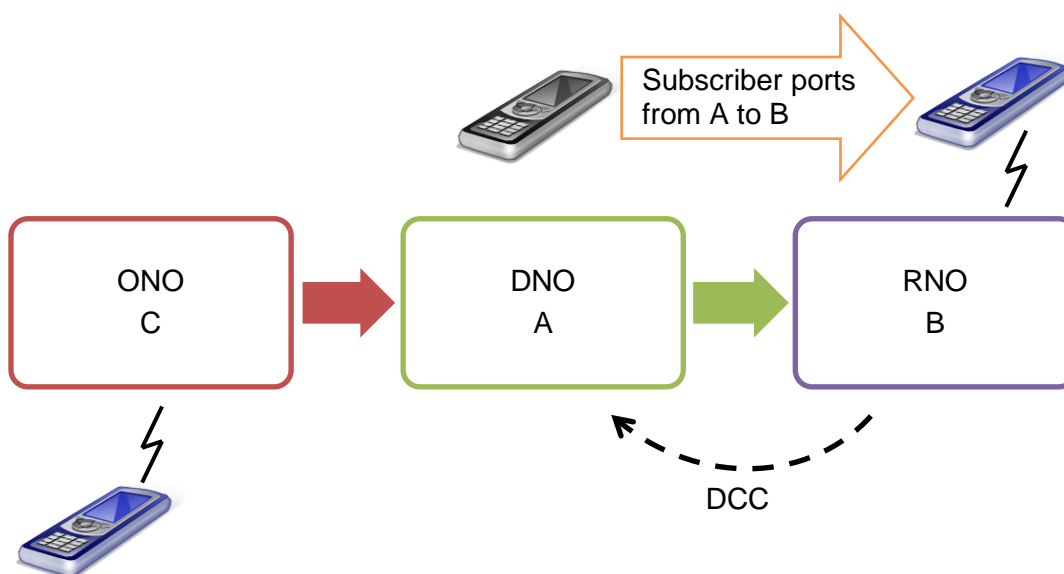 Subscriber ports
from A to B
ONO
C
DNO
A
RNO
B
DCC